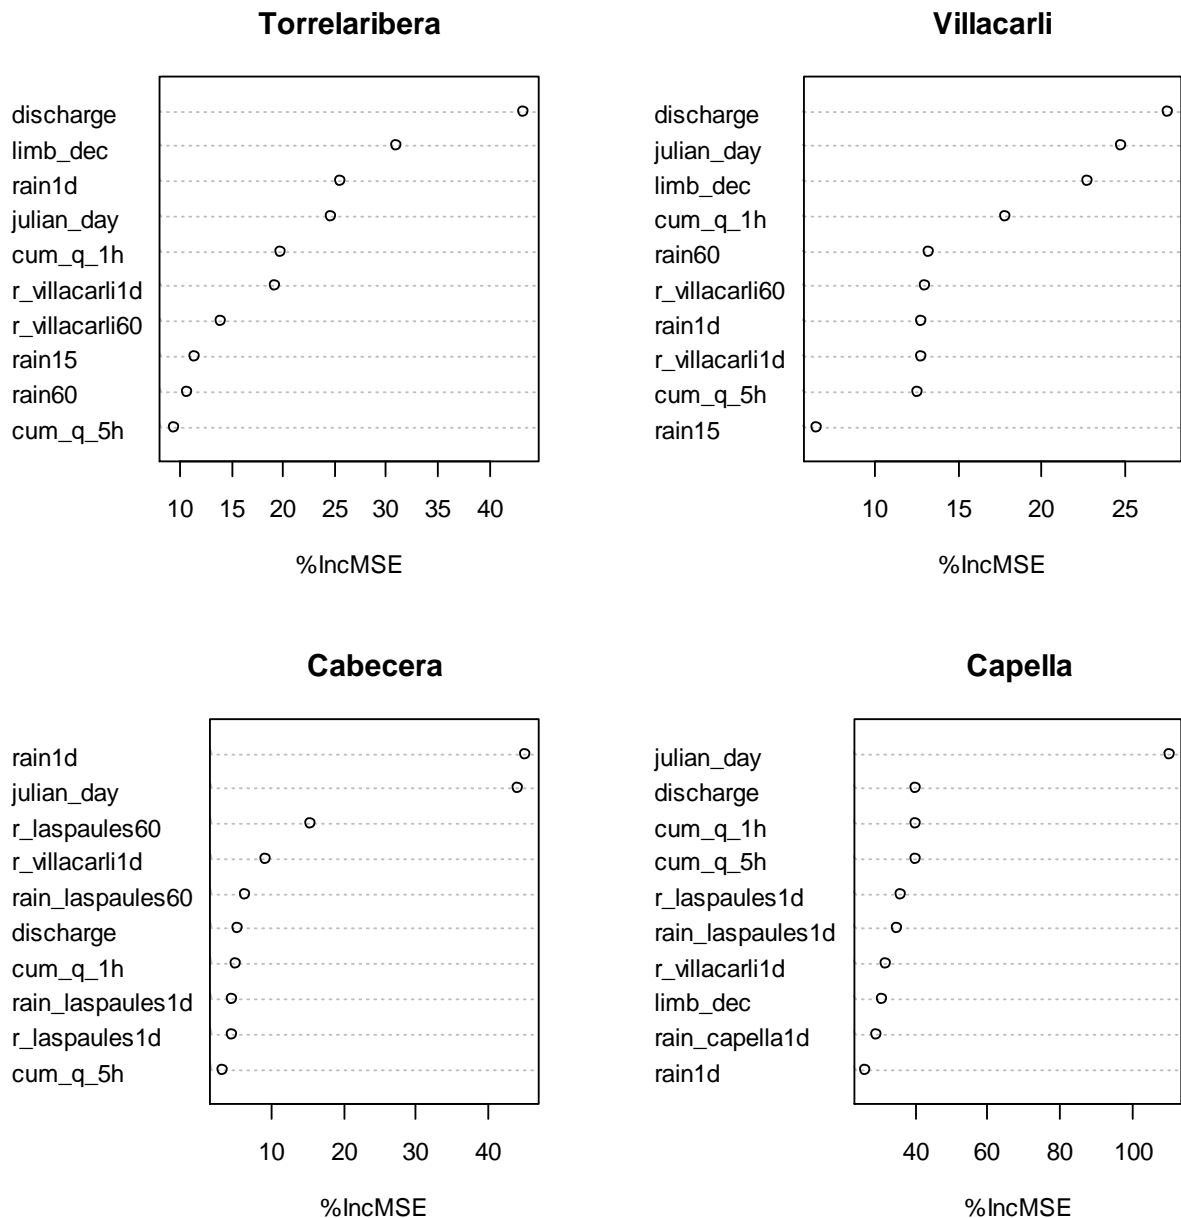 Torrelaribera
discharge
limb_dec
rain1d
julian_day
cum_q_1h
r_villacarli1d
r_villacarli60
rain15
rain60
cum_q_5h
10 15 20 25 30 35 40
%IncMSE
Villacarli
discharge
julian_day
limb_dec
cum_q_1h
rain60
r_villacarli60
rain1d
r_villacarli1d
cum_q_5h
rain15
10 15 20 25
%IncMSE
Cabecera
rain1d
julian_day
r_laspaules60
r_villacarli1d
rain_laspaules60
discharge
cum_q_1h
rain_laspaules1d
r_laspaules1d
cum_q_5h
10 20 30 40
%IncMSE
Capella
julian_day
discharge
cum_q_1h
cum_q_5h
r_laspaules1d
rain_laspaules1d
r_villacarli1d
limb_dec
rain_capella1d
rain1d
40 60 80 100
%IncMSE